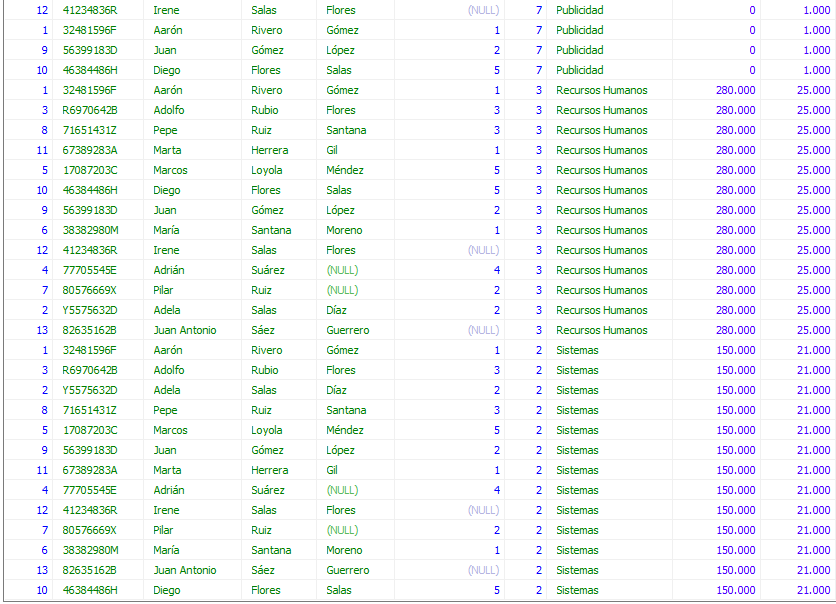 12 41234836R Irene Salas Flores (NULL) 7 Publicidad 0 1.000
1 32481596F Aarón Rivero Gómez 1 7 Publicidad 0 1.000
9 56399183D Juan Gómez López 2 7 Publicidad 0 1.000
10 46384486H Diego Flores Salas 5 7 Publicidad 0 1.000
1 32481596F Aarón Rivero Gómez 1 3 Recursos Humanos 280.000 25.000
3 R6970642B Adolfo Rubio Flores 3 3 Recursos Humanos 280.000 25.000
8 71651431Z Pepe Ruiz Santana 3 3 Recursos Humanos 280.000 25.000
11 67389283A Marta Herrera Gil 1 3 Recursos Humanos 280.000 25.000
5 17087203C Marcos Loyola Méndez 5 3 Recursos Humanos 280.000 25.000
10 46384486H Diego Flores Salas 5 3 Recursos Humanos 280.000 25.000
9 56399183D Juan Gómez López 2 3 Recursos Humanos 280.000 25.000
6 38382980M María Santana Moreno 1 3 Recursos Humanos 280.000 25.000
12 41234836R Irene Salas Flores (NULL) 3 Recursos Humanos 280.000 25.000
4 77705545E Adrián Suárez (NULL) 4 3 Recursos Humanos 280.000 25.000
7 80576669X Pilar Ruiz (NULL) 2 3 Recursos Humanos 280.000 25.000
2 Y5575632D Adela Salas Díaz 2 3 Recursos Humanos 280.000 25.000
13 82635162B Juan Antonio Sáez Guerrero (NULL) 3 Recursos Humanos 280.000 25.000
1 32481596F Aarón Rivero Gómez 1 2 Sistemas 150.000 21.000
3 R6970642B Adolfo Rubio Flores 3 2 Sistemas 150.000 21.000
2 Y5575632D Adela Salas Díaz 2 2 Sistemas 150.000 21.000
8 71651431Z Pepe Ruiz Santana 3 2 Sistemas 150.000 21.000
5 17087203C Marcos Loyola Méndez 5 2 Sistemas 150.000 21.000
9 56399183D Juan Gómez López 2 2 Sistemas 150.000 21.000
11 67389283A Marta Herrera Gil 1 2 Sistemas 150.000 21.000
4 77705545E Adrián Suárez (NULL) 4 2 Sistemas 150.000 21.000
12 41234836R Irene Salas Flores (NULL) 2 Sistemas 150.000 21.000
7 80576669X Pilar Ruiz (NULL) 2 2 Sistemas 150.000 21.000
6 38382980M María Santana Moreno 1 2 Sistemas 150.000 21.000
13 82635162B Juan Antonio Sáez Guerrero (NULL) 2 Sistemas 150.000 21.000
10 46384486H Diego Flores Salas 5 2 Sistemas 150.000 21.000